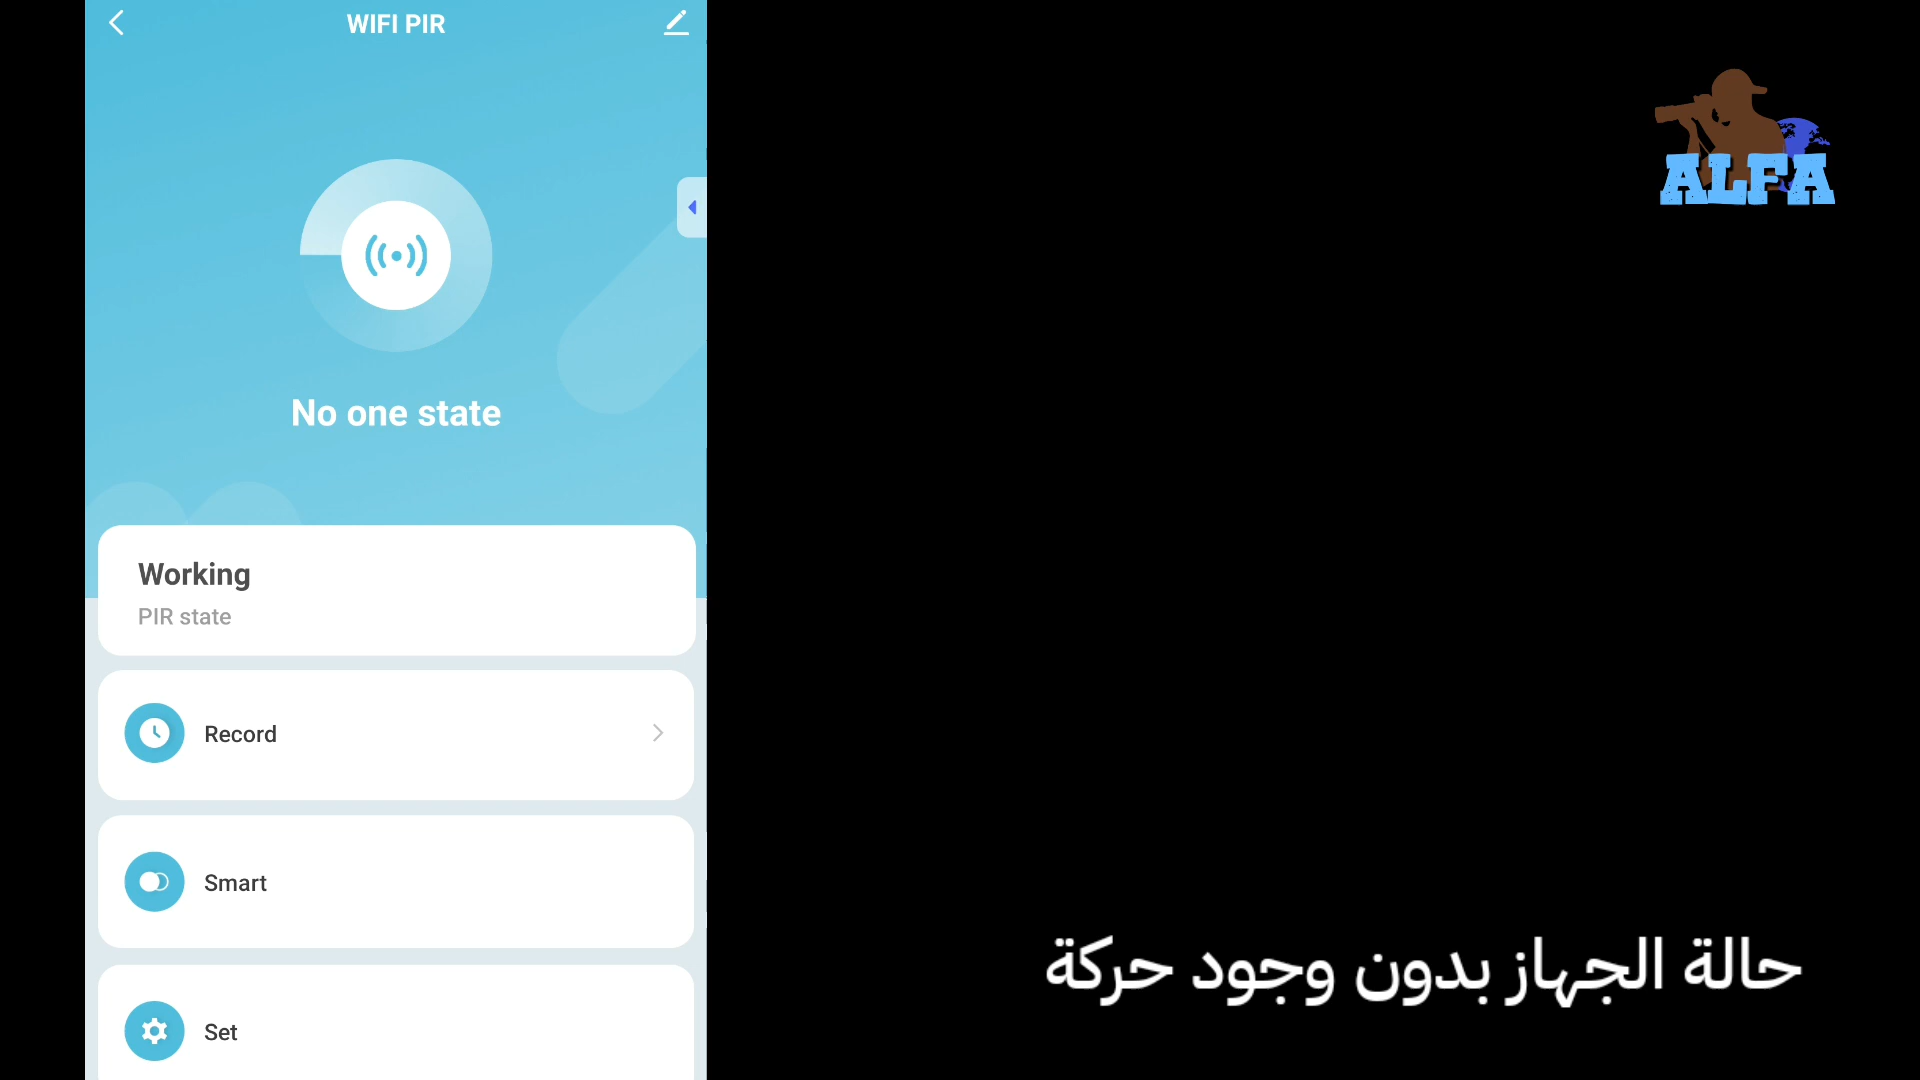 WIFI PIR
No one state
Working
PIR state
Record
Smart
Set
ALFA
حالة الجهاز بدون وجود حركة